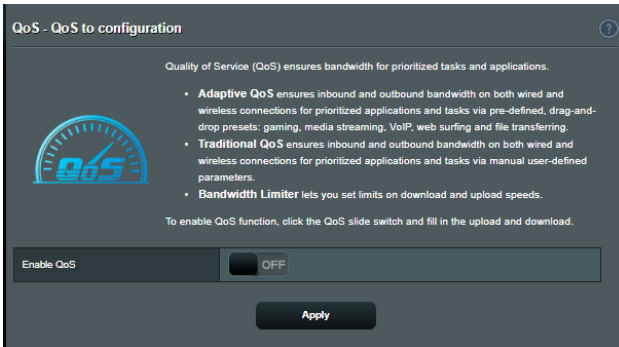 QoS - QoS to configuration
?
Quality of Service (QoS) ensures bandwidth for prioritized tasks and applications.
• Adaptive QoS ensures inbound and outbound bandwidth on both wired and
wireless connections for prioritized applications and tasks via pre-defined, drag-and-
drop presets: gaming, media streaming, VoIP, web surfing and file transferring.
• Traditional QoS ensures inbound and outbound bandwidth on both wired and
wireless connections for prioritized applications and tasks via manual user-defined
parameters.
• Bandwidth Limiter lets you set limits on download and upload speeds.
QoS
To enable QoS function, click the QoS slide switch and fill in the upload and download.
Enable QoS
OFF
Apply